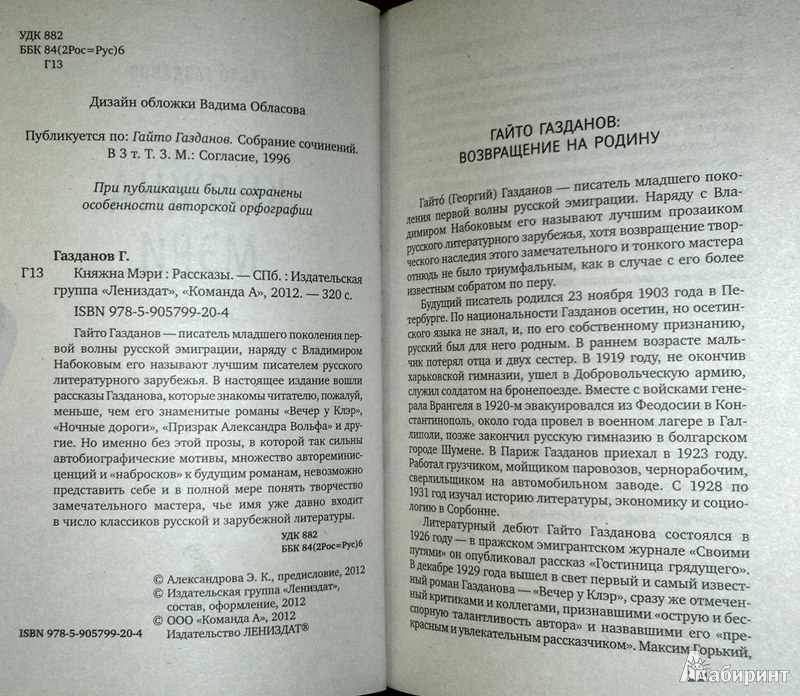 УДК 882
ББК 84(2Рос=Рус)6
Г13
Дизайн обложки Вадима Обласова
Публикуется по: Гайто Газданов. Собрание сочинений.
В 3 т. Т. 3. М.: Согласие, 1996
При публикации были сохранены
особенности авторской орфографии
Газданов Г.
Г13 Княжна Мэри : Рассказы. — СПб. : Издательская
группа «Лениздат», «Команда А», 2012. — 320 с.
ISBN 978-5-905799-20-4
Гайто Газданов — писатель младшего поколения пер-
вой волны русской эмиграции, наряду с Владимиром
Набоковым его называют лучшим писателем русского
литературного зарубежья. В настоящее издание вошли
рассказы Газданова, которые знакомы читателю, пожалуй,
меньше, чем его знаменитые романы «Вечер у Клэр»,
«Ночные дороги», «Призрак Александра Вольфа» и дру-
гие. Но именно без этой прозы, в которой так сильны
автобиографические мотивы, множество автореминис-
ценций и «набросков» к будущим романам, невозможно
представить себе и в полной мере понять творчество
замечательного мастера, чье имя уже давно входит
в число классиков русской и зарубежной литературы.
УДК 882
ББК 84(2Рос=Рус)6
© Александрова Э. К., предисловие, 2012
© Издательская группа «Лениздат»,
состав, оформление, 2012
© ООО «Команда А», 2012
ISBN 978-5-905799-20-4 Издательство ЛЕНИЗДАТ®
ГАЙТО ГАЗДАНОВ:
ВОЗВРАЩЕНИЕ НА РОДИНУ
Гайто́ (Георгий) Газданов — писатель младшего поко-
ления первой волны русской эмиграции. Наряду с Вла-
димиром Набоковым его называют лучшим прозаиком
русского литературного зарубежья, хотя возвращение твор-
ческого наследия этого замечательного и тонкого мастера
отнюдь не было триумфальным, как в случае с его более
известным собратом по перу.
Будущий писатель родился 23 ноября 1903 года в Пе-
тербурге. По национальности Газданов осетин, но осетин-
ского языка не знал, и, по его собственному признанию,
русский был для него родным. В раннем возрасте маль-
чик потерял отца и двух сестер. В 1919 году, не окончив
харьковской гимназии, ушел в Добровольческую армию,
служил солдатом на бронепоезде. Вместе с войсками гене-
рала Врангеля в 1920-м эвакуировался из Феодосии в Кон-
стантинополь, около года провел в военном лагере в Гал-
липоли, позже закончил русскую гимназию в болгарском
городе Шумене. В Париж Газданов приехал в 1923 году.
Работал грузчиком, мойщиком паровозов, чернорабочим,
сверлильщиком на автомобильном заводе. С 1928 по
1931 год изучал историю литературы, экономику и социо-
логию в Сорбонне.
Литературный дебют Гайто Газданова состоялся в
1926 году — в пражском эмигрантском журнале «Своими
путями» он опубликовал рассказ «Гостиница грядущего».
В декабре 1929 года вышел в свет первый и самый извест-
ный роман Газданова — «Вечер у Клэр», сразу же отмечен-
ный критиками и коллегами, признавшими «острую и бес-
спорную талантливость автора» и назвавшими его «пре-
красным и увлекательным рассказчиком». Максим Горький,
Лабиринт